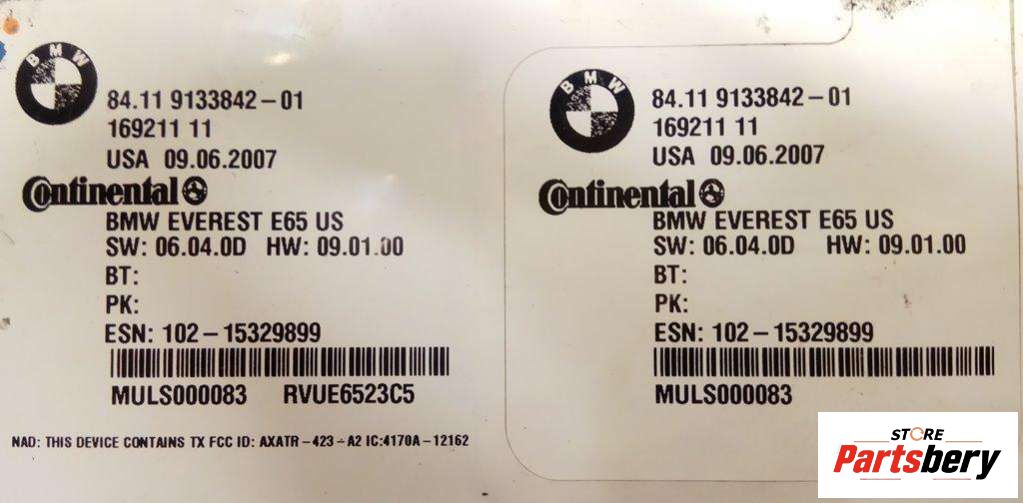 BMW
84.11 9133842-01
169211 11
USA 09.06.2007
Continental
BMW EVEREST E65 US
SW: 06.04.0D HW: 09.01.00
BT:
PK:
ESN: 102-15329899
MULS000083 RVUE6523C5
NAD: THIS DEVICE CONTAINS TX FCC ID: AXATR-423-A2 IC:4170A-12162
BMW
84.11 9133842-01
169211 11
USA 09.06.2007
Continental
BMW EVEREST E65 US
SW: 06.04.0D HW: 09.01.00
BT:
PK:
ESN: 102-15329899
MULS000083
STORE
Partsbery